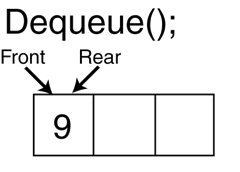 Dequeue();
Front Rear
9